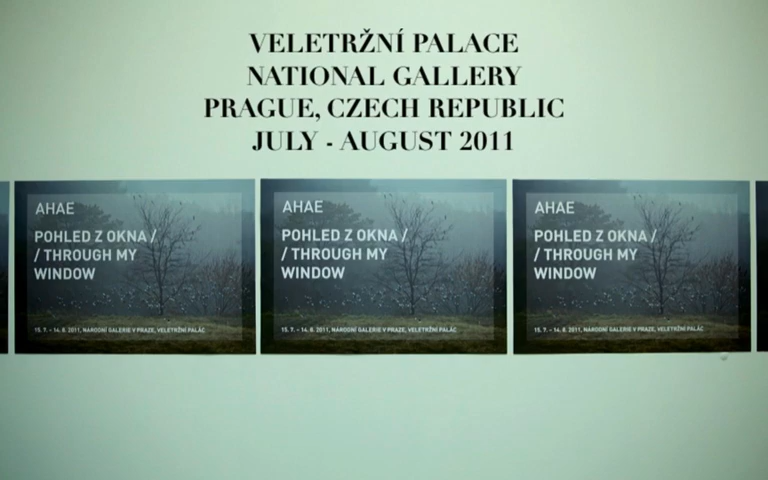 VELETRŽNÍ PALACE
NATIONAL GALLERY
PRAGUE, CZECH REPUBLIC
JULY - AUGUST 2011
AHAE
POHLED Z OKNA /
/ THROUGH MY
WINDOW
15. 7. – 14. 8. 2011, NÁRODNÍ GALERIE V PRAZE, VELETRŽNÍ PALÁC
AHAE
POHLED Z OKNA /
/ THROUGH MY
WINDOW
15. 7. – 14. 8. 2011, NÁRODNÍ GALERIE V PRAZE, VELETRŽNÍ PALÁC
AHAE
POHLED Z OKNA /
/ THROUGH MY
WINDOW
15. 7. – 14. 8. 2011, NÁRODNÍ GALERIE V PRAZE, VELETRŽNÍ PALÁC